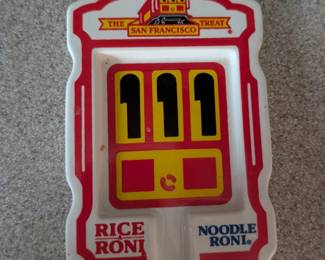 THE SAN FRANCISCO TREAT®
RICE A RONI
NOODLE RONI®